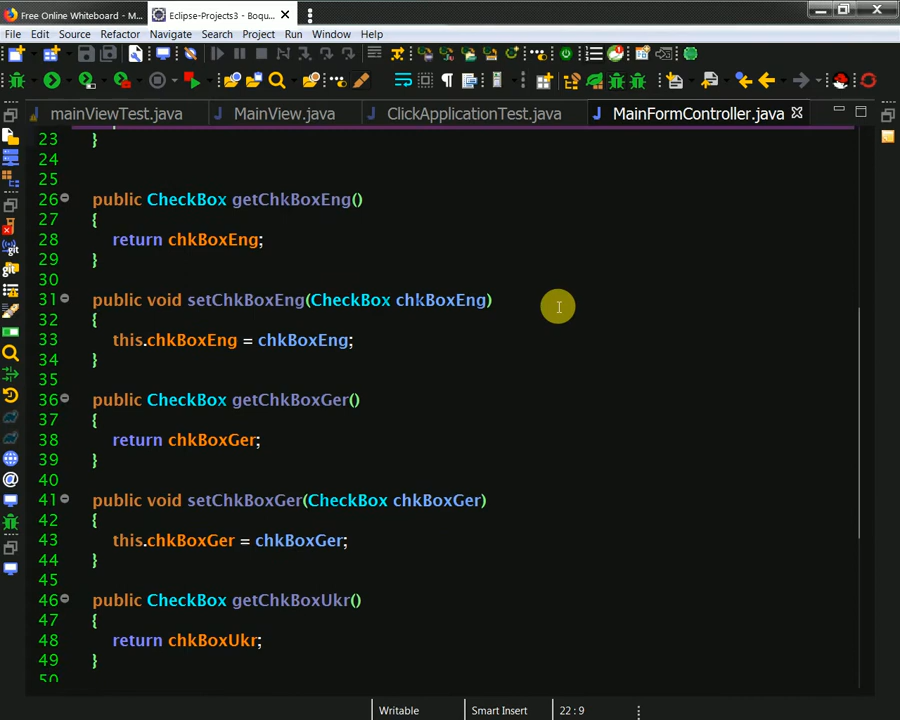 Free Online Whiteboard - M...
Eclipse-Projects3 - Boqu...
File Edit Source Refactor Navigate Search Project Run Window Help
mainViewTest.java MainView.java ClickApplicationTest.java MainFormController.java
23 }
24
25
26 public CheckBox getChkBoxEng()
27 {
28 return chkBoxEng;
29 }
30
31 public void setChkBoxEng(CheckBox chkBoxEng)
32 {
33 this.chkBoxEng = chkBoxEng;
34 }
35
36 public CheckBox getChkBoxGer()
37 {
38 return chkBoxGer;
39 }
40
41 public void setChkBoxGer(CheckBox chkBoxGer)
42 {
43 this.chkBoxGer = chkBoxGer;
44 }
45
46 public CheckBox getChkBoxUkr()
47 {
48 return chkBoxUkr;
49 }
50
Writable Smart Insert 22 : 9